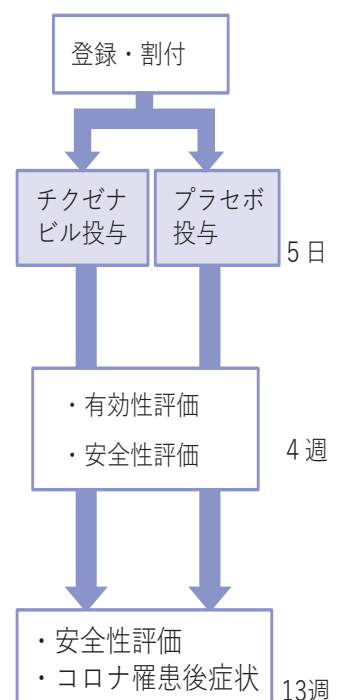 登録・割付
チクゼナ
ビル投与
プラセボ
投与
5日
・有効性評価
・安全性評価
4週
・安全性評価
・コロナ罹患後症状
13週